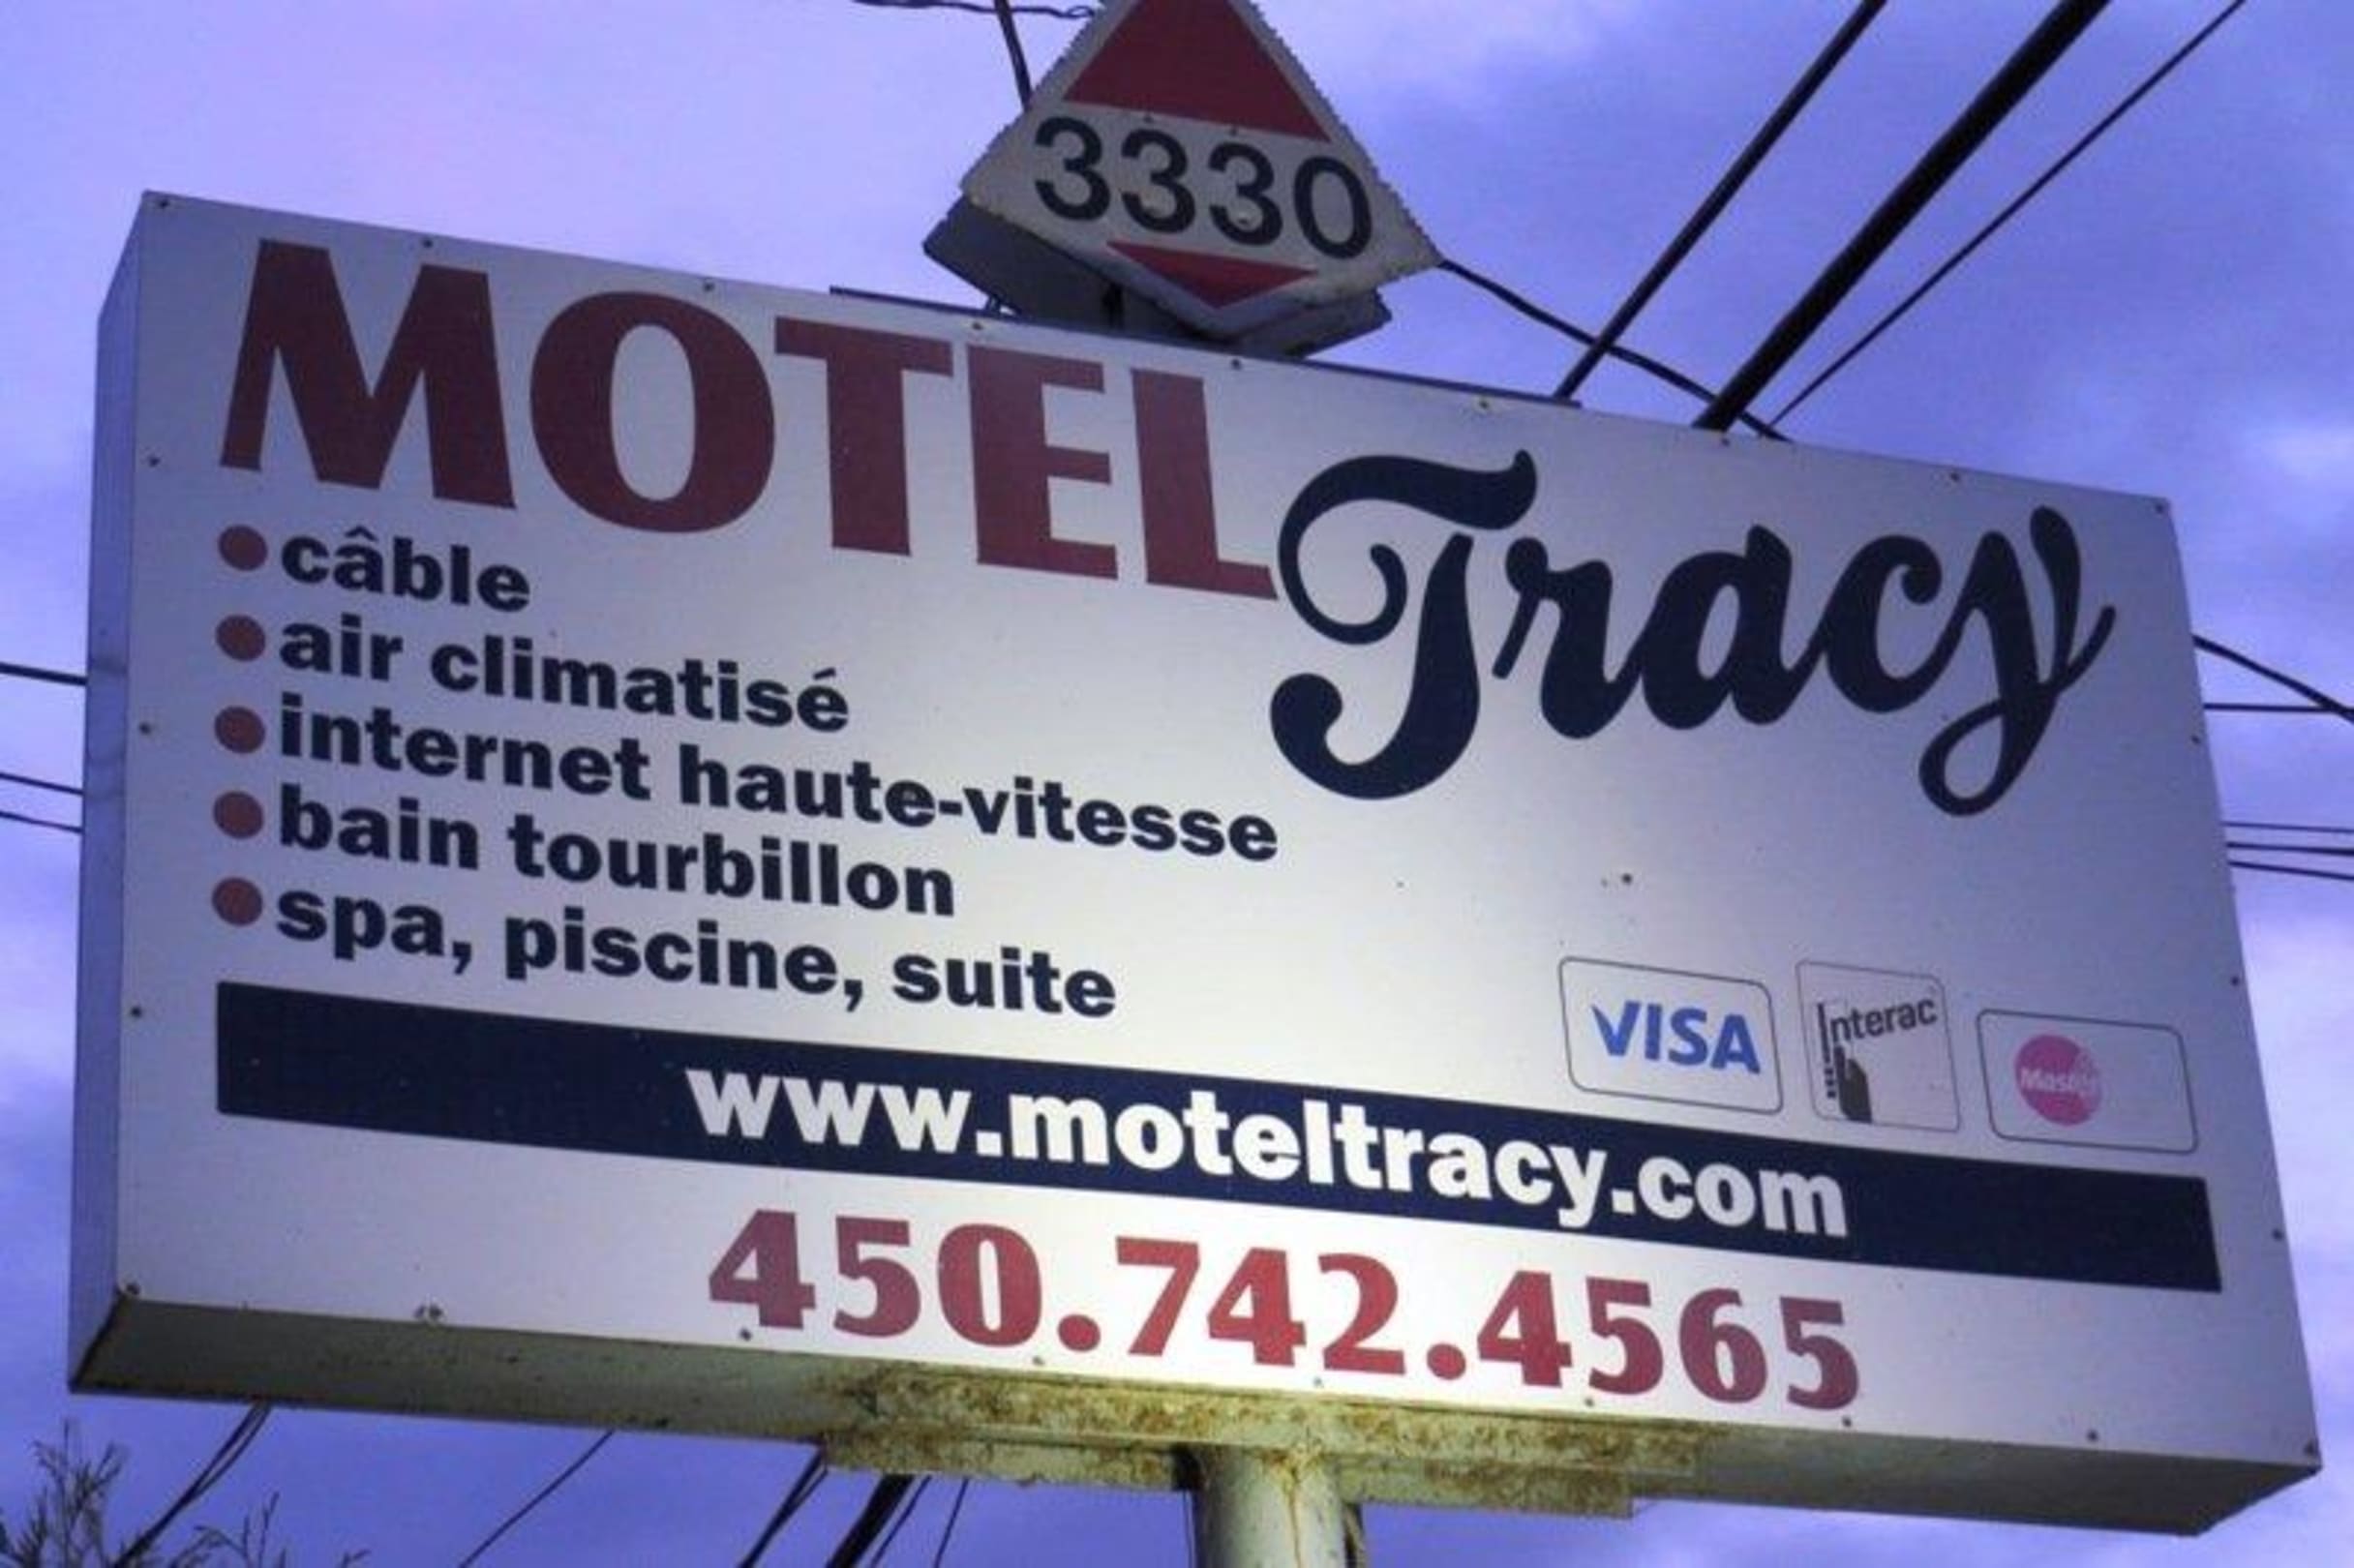 3330
MOTEL Tracy
•câble
•air climatisé
•internet haute-vitesse
•bain tourbillon
•spa, piscine, suite
VISA
Interac
www.moteltracy.com
450.742.4565